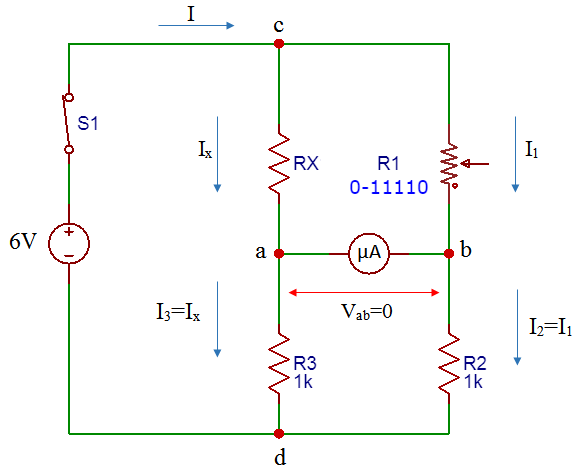 I
c
S1
Iₓ
RX
R1
0-11110
I₁
6V
a
μA
b
Vab=0
I₃=Iₓ
I₂=I₁
R3
1k
R2
1k
d